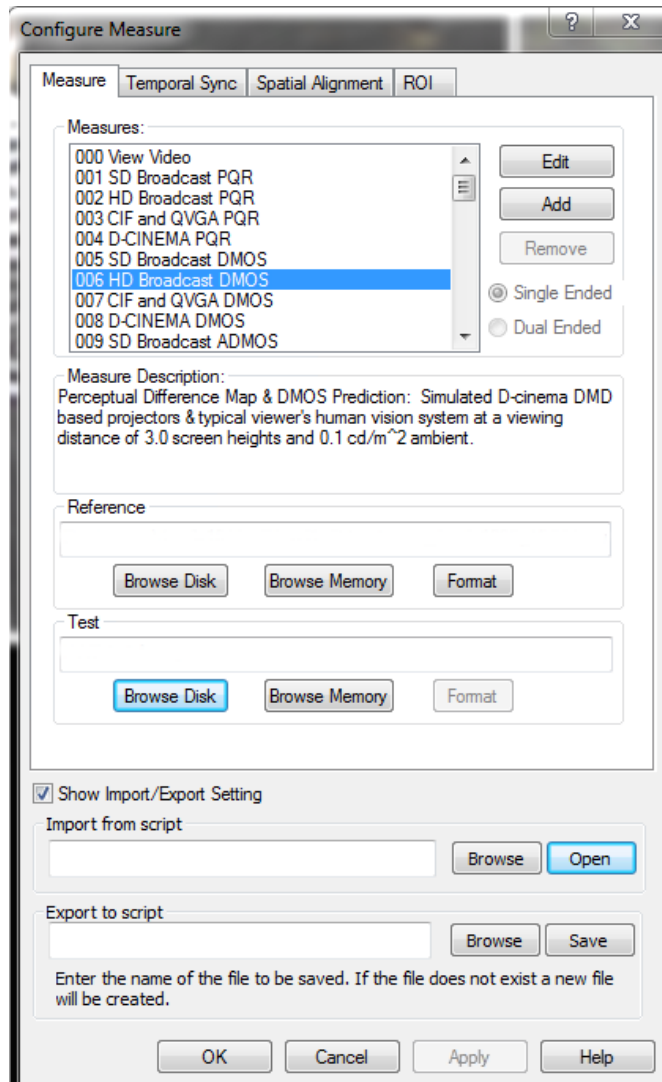 Configure Measure
Measure
Temporal Sync
Spatial Alignment
ROI
Measures:
000 View Video
001 SD Broadcast PQR
002 HD Broadcast PQR
003 CIF and QVGA PQR
004 D-CINEMA PQR
005 SD Broadcast DMOS
006 HD Broadcast DMOS
007 CIF and QVGA DMOS
008 D-CINEMA DMOS
009 SD Broadcast ADMOS
Edit
Add
Remove
Single Ended
Dual Ended
Measure Description:
Perceptual Difference Map & DMOS Prediction: Simulated D-cinema DMD
based projectors & typical viewer's human vision system at a viewing
distance of 3.0 screen heights and 0.1 cd/m^2 ambient.
Reference
Browse Disk
Browse Memory
Format
Test
Browse Disk
Browse Memory
Format
Show Import/Export Setting
Import from script
Browse
Open
Export to script
Browse
Save
Enter the name of the file to be saved. If the file does not exist a new file
will be created.
OK
Cancel
Apply
Help